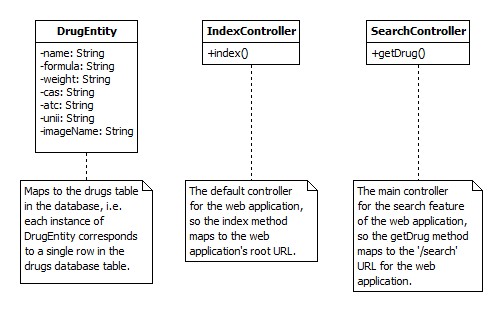 DrugEntity
-name: String
-formula: String
-weight: String
-cas: String
-atc: String
-unii: String
-imageName: String
Maps to the drugs table
in the database, i.e.
each instance of
DrugEntity corresponds
to a single row in the
drugs database table.
IndexController
+index()
The default controller
for the web application,
so the index method
maps to the web
application's root URL.
SearchController
+getDrug()
The main controller
for the search feature
of the web application,
so the getDrug method
maps to the '/search'
URL for the web
application.